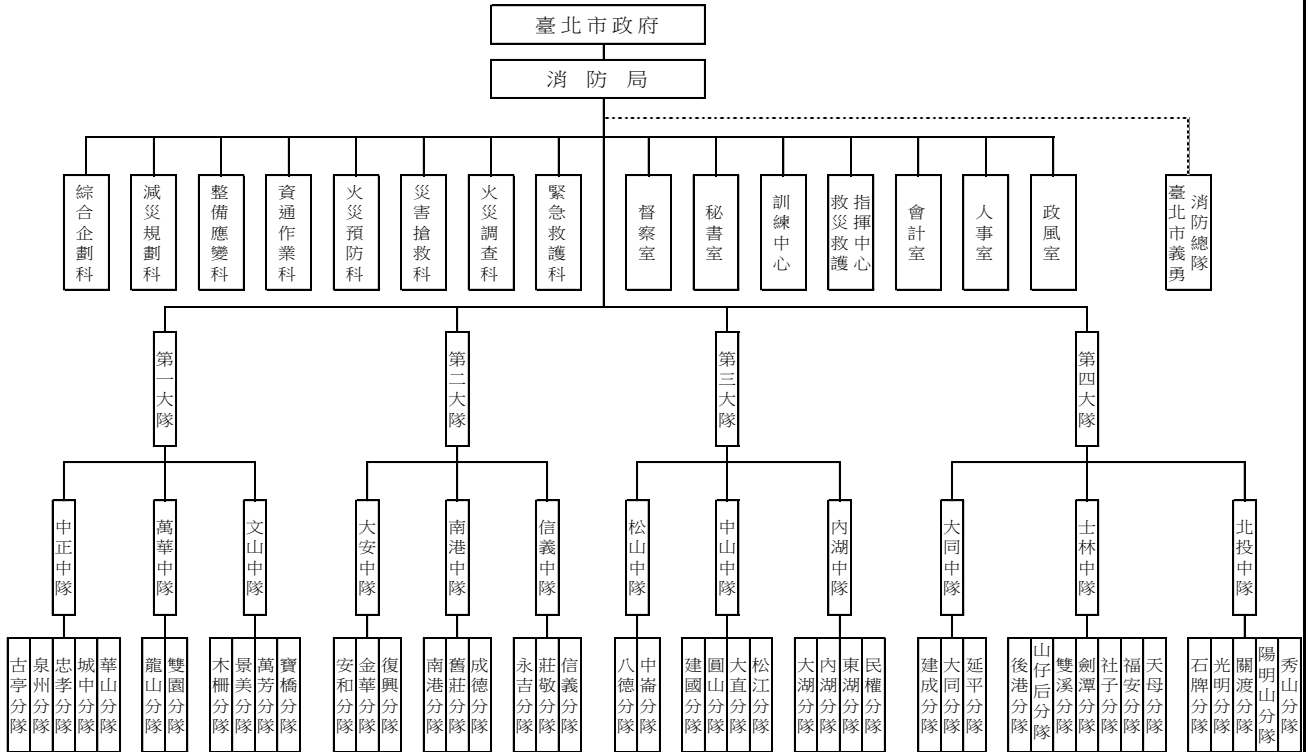 臺北市政府
消防局
綜合企劃科
減災規劃科
整備應變科
資通作業科
火災預防科
災害搶救科
火災調查科
緊急救護科
督察室
秘書室
訓練中心
救災救護
指揮中心
會計室
人事室
政風室
臺北市義勇
消防總隊
第一大隊
第二大隊
第三大隊
第四大隊
中正中隊
萬華中隊
文山中隊
大安中隊
南港中隊
信義中隊
松山中隊
中山中隊
內湖中隊
大同中隊
士林中隊
北投中隊
古亭分隊
泉州分隊
忠孝分隊
城中分隊
華山分隊
龍山分隊
雙園分隊
木柵分隊
景美分隊
萬芳分隊
寶橋分隊
安和分隊
金華分隊
復興分隊
南港分隊
舊莊分隊
成德分隊
永吉分隊
莊敬分隊
信義分隊
八德分隊
中崙分隊
建國分隊
圓山分隊
大直分隊
松江分隊
大湖分隊
內湖分隊
東湖分隊
民權分隊
建成分隊
大同分隊
延平分隊
後港分隊
山仔后分隊
雙溪分隊
劍潭分隊
社子分隊
福安分隊
天母分隊
石牌分隊
光明分隊
關渡分隊
陽明山分隊
秀山分隊